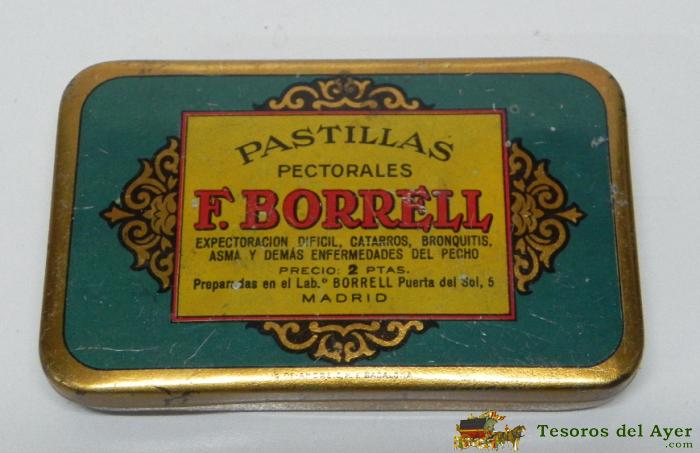 PASTILLAS
PECTORALES
F. BORRELL
EXPECTORACION DIFICIL, CATARROS, BRONQUITIS,
ASMA Y DEMÁS ENFERMEDADES DEL PECHO
PRECIO: 2 PTAS.
Preparadas en el Lab.º BORRELL Puerta del Sol, 5
MADRID
Tesoros del Ayer
.com